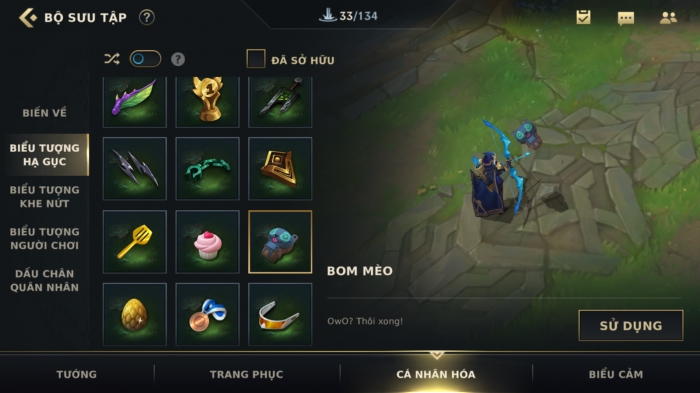 BỘ SƯU TẬP ?
33/134
? ĐÃ SỞ HỮU
BIẾN VỀ
BIỂU TƯỢNG
HẠ GỤC
BIỂU TƯỢNG
KHE NỨT
BIỂU TƯỢNG
NGƯỜI CHƠI
DẤU CHÂN
QUÂN NHÂN
BOM MÈO
OwO? Thôi xong!
SỬ DỤNG
TƯỚNG
TRANG PHỤC
CÁ NHÂN HÓA
BIỂU CẢM